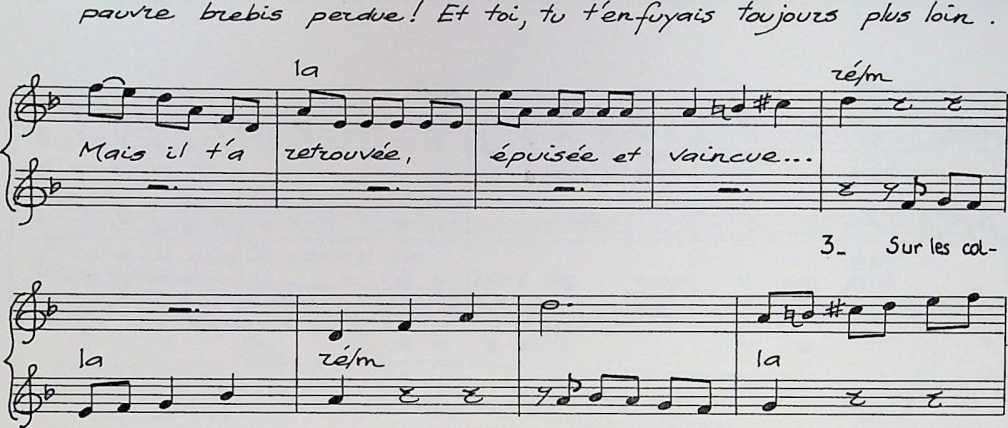 pauvre brebis perdue! Et toi, tu t'enfuyais toujours plus loin.
la ré/m
Mais il t'a retrouvée, épuisée et vaincue...
3_ Sur les col-
la ré/m la